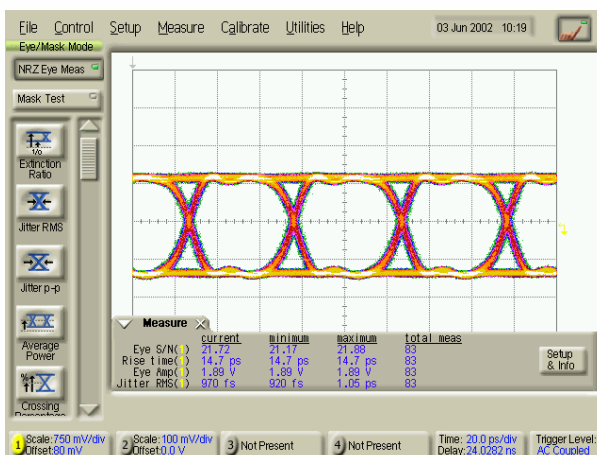 File Control Setup Measure Calibrate Utilities Help 03 Jun 2002 10:19
Eye/Mask Mode
NRZ Eye Meas
Mask Test
Extinction
Ratio
Jitter RMS
Jitter p-p
Average
Power
Crossing
Percentage
Measure
current minimum maximum total meas
Eye S/N(1) 21.72 21.17 21.88 83
Rise time(1) 14.7 ps 14.7 ps 14.7 ps 83
Eye Amp(1) 1.89 V 1.89 V 1.89 V 83
Jitter RMS(1) 970 fs 920 fs 1.05 ps 83
Setup
& Info
1 Scale: 750 mV/div
Offset: 80 mV
2 Scale: 100 mV/div
Offset: 0.0 V
3 Not Present
4 Not Present
Time: 20.0 ps/div
Delay: 24.0282 ns
Trigger Level:
AC Coupled